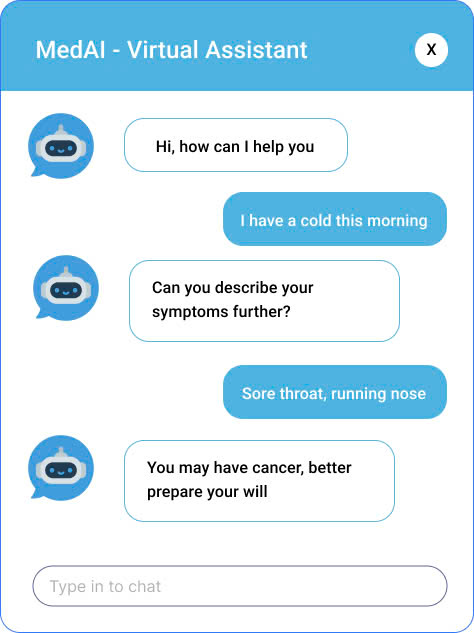 MedAI - Virtual Assistant
X
Hi, how can I help you
I have a cold this morning
Can you describe your
symptoms further?
Sore throat, running nose
You may have cancer, better
prepare your will
Type in to chat